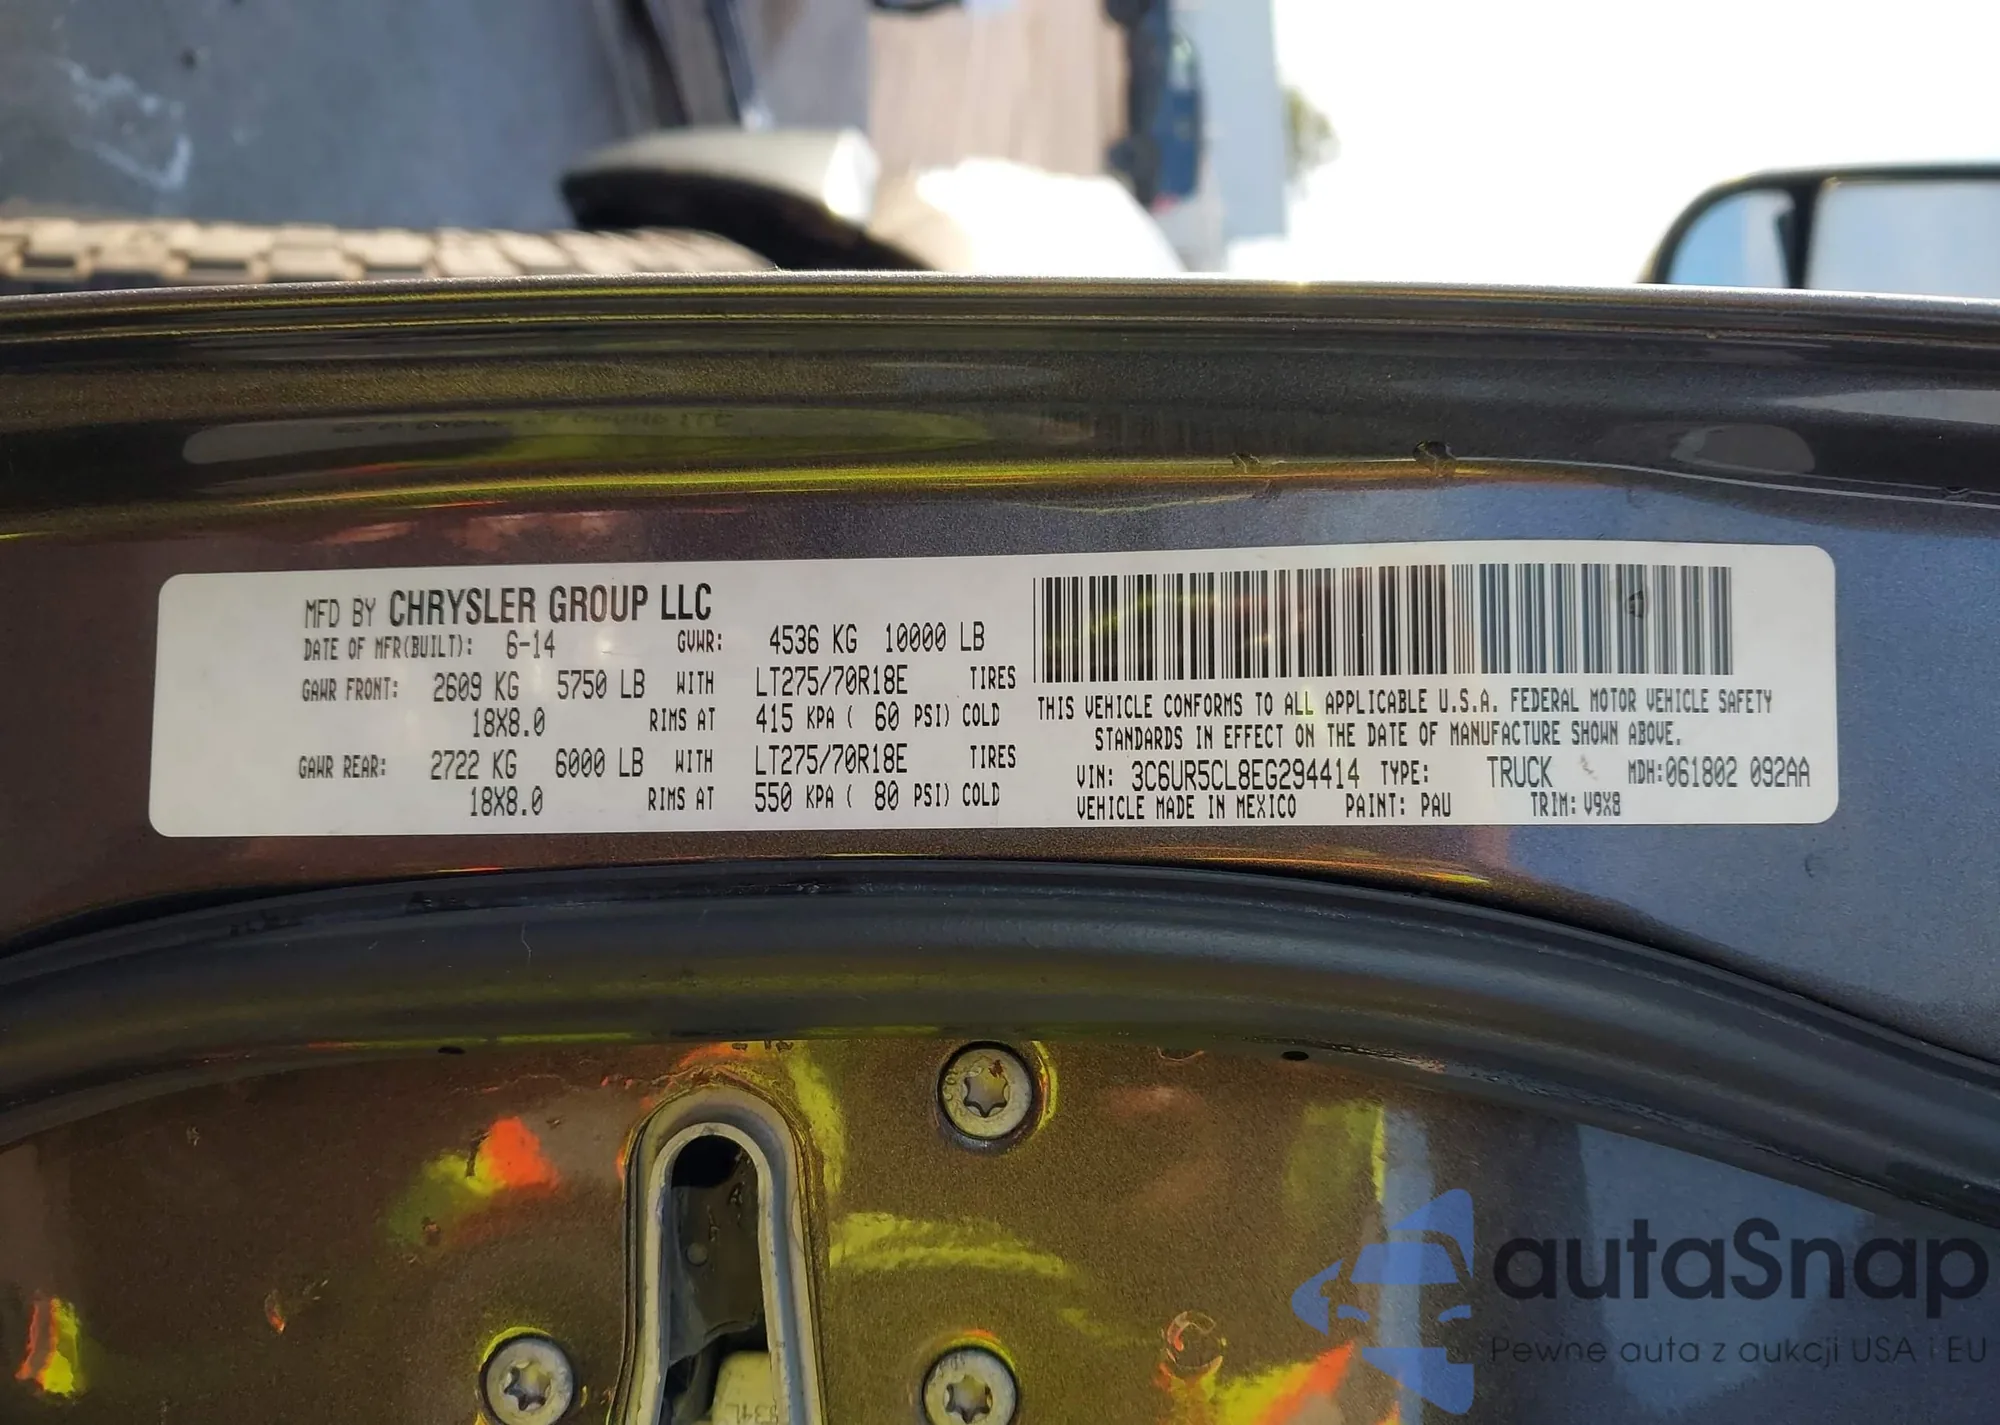 MFD BY CHRYSLER GROUP LLC
DATE OF MFR(BUILT): 6-14 GVWR: 4536 KG 10000 LB
GAWR FRONT: 2609 KG 5750 LB WITH LT275/70R18E TIRES
18X8.0 RIMS AT 415 KPA ( 60 PSI) COLD
GAWR REAR: 2722 KG 6000 LB WITH LT275/70R18E TIRES
18X8.0 RIMS AT 550 KPA ( 80 PSI) COLD
THIS VEHICLE CONFORMS TO ALL APPLICABLE U.S.A. FEDERAL MOTOR VEHICLE SAFETY
STANDARDS IN EFFECT ON THE DATE OF MANUFACTURE SHOWN ABOVE.
VIN: 3C6UR5CL8EG294414 TYPE: TRUCK MDH:061802 092AA
VEHICLE MADE IN MEXICO PAINT: PAU TRIM: V9X8
autaSnap
Pewne auta z aukcji USA i EU